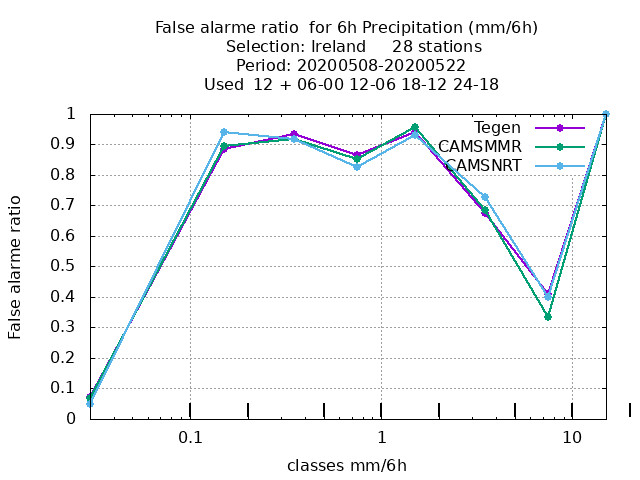 False alarme ratio  for 6h Precipitation (mm/6h)
Selection: Ireland     28 stations
Period: 20200508-20200522
Used  12 + 06-00 12-06 18-12 24-18
Tegen
CAMSMMR
CAMSNRT
1
0.9
0.8
0.7
0.6
0.5
0.4
0.3
0.2
0.1
0
False alarme ratio
0.1
1
10
classes mm/6h